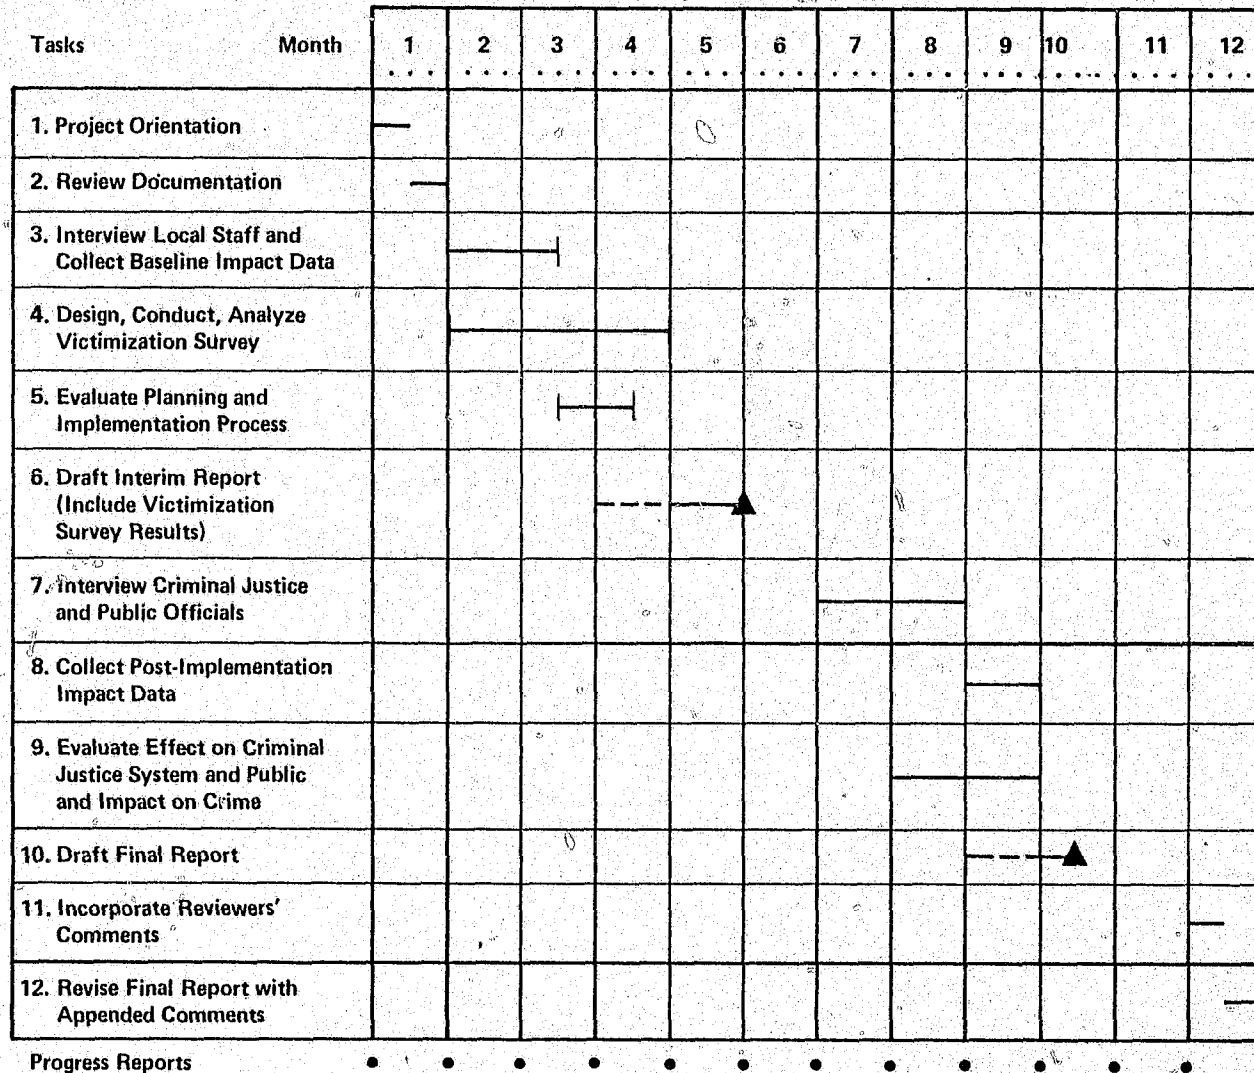 Tasks Month 1 2 3 4 5 6 7 8 9 10 11 12
1. Project Orientation
2. Review Documentation
3. Interview Local Staff and
Collect Baseline Impact Data
4. Design, Conduct, Analyze
Victimization Survey
5. Evaluate Planning and
Implementation Process
6. Draft Interim Report
(Include Victimization
Survey Results)
7. Interview Criminal Justice
and Public Officials
8. Collect Post-Implementation
Impact Data
9. Evaluate Effect on Criminal
Justice System and Public
and Impact on Crime
10. Draft Final Report
11. Incorporate Reviewers'
Comments
12. Revise Final Report with
Appended Comments
Progress Reports